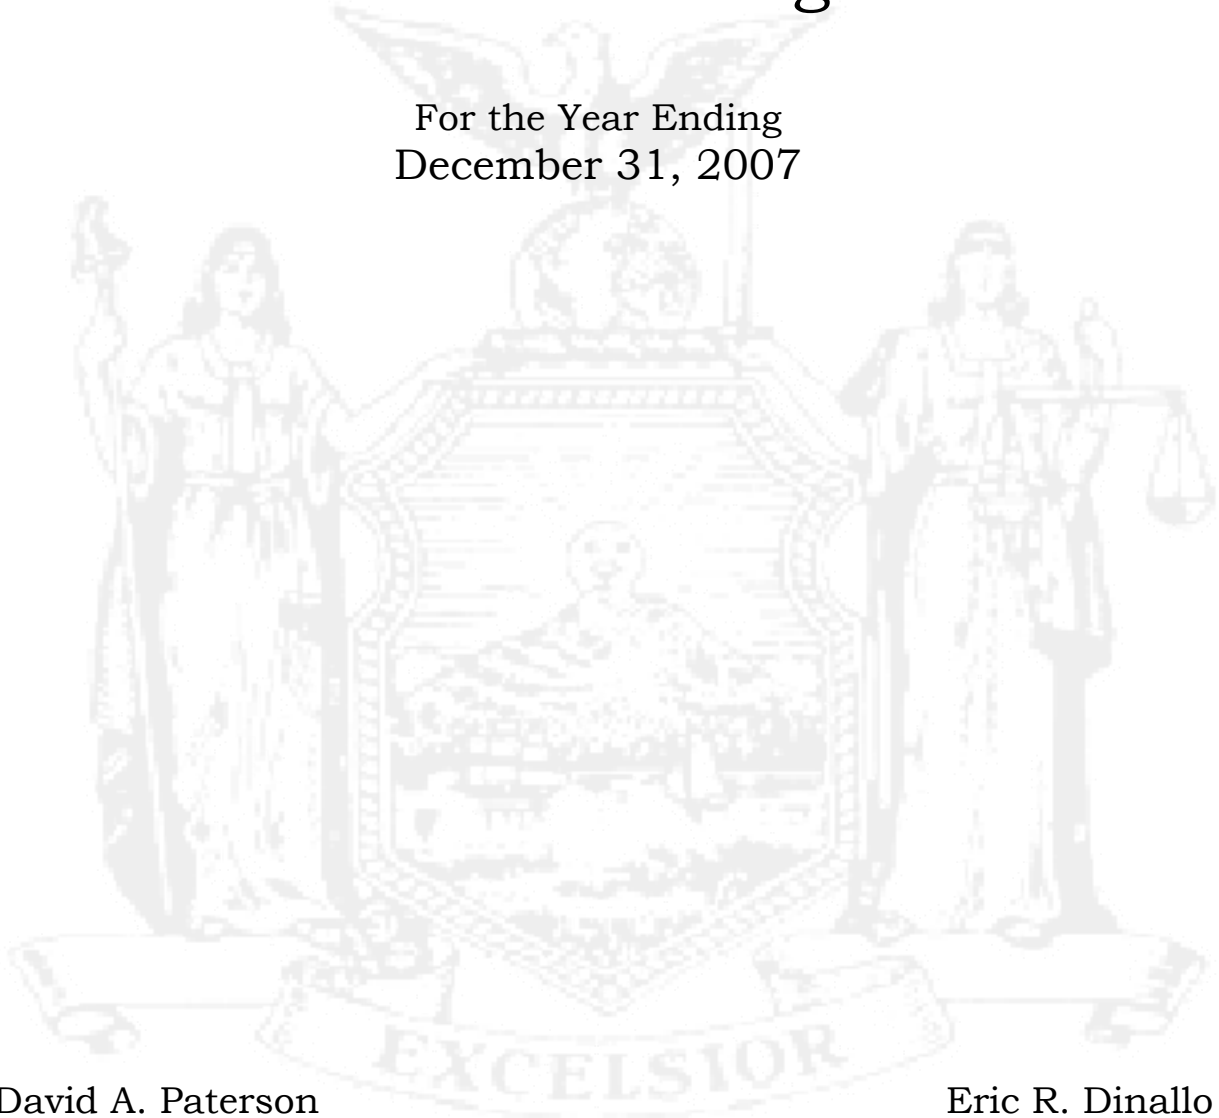 For the Year Ending
December 31, 2007
EXCELSIOR
David A. Paterson
Eric R. Dinallo